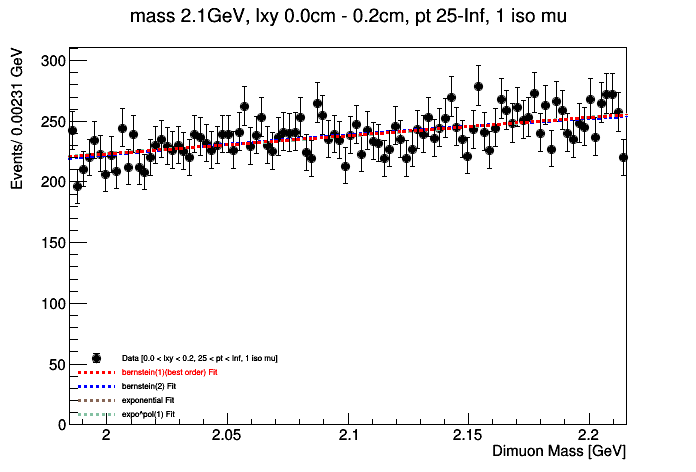 mass 2.1GeV, lxy 0.0cm - 0.2cm, pt 25-Inf, 1 iso mu
Events/ 0.00231 GeV
300
250
200
150
100
50
0
Data [0.0 < lxy < 0.2, 25 < pt < Inf, 1 iso mu]
bernstein(1)(best order) Fit
bernstein(2) Fit
exponential Fit
expo*pol(1) Fit
2
2.05
2.1
2.15
2.2
Dimuon Mass [GeV]